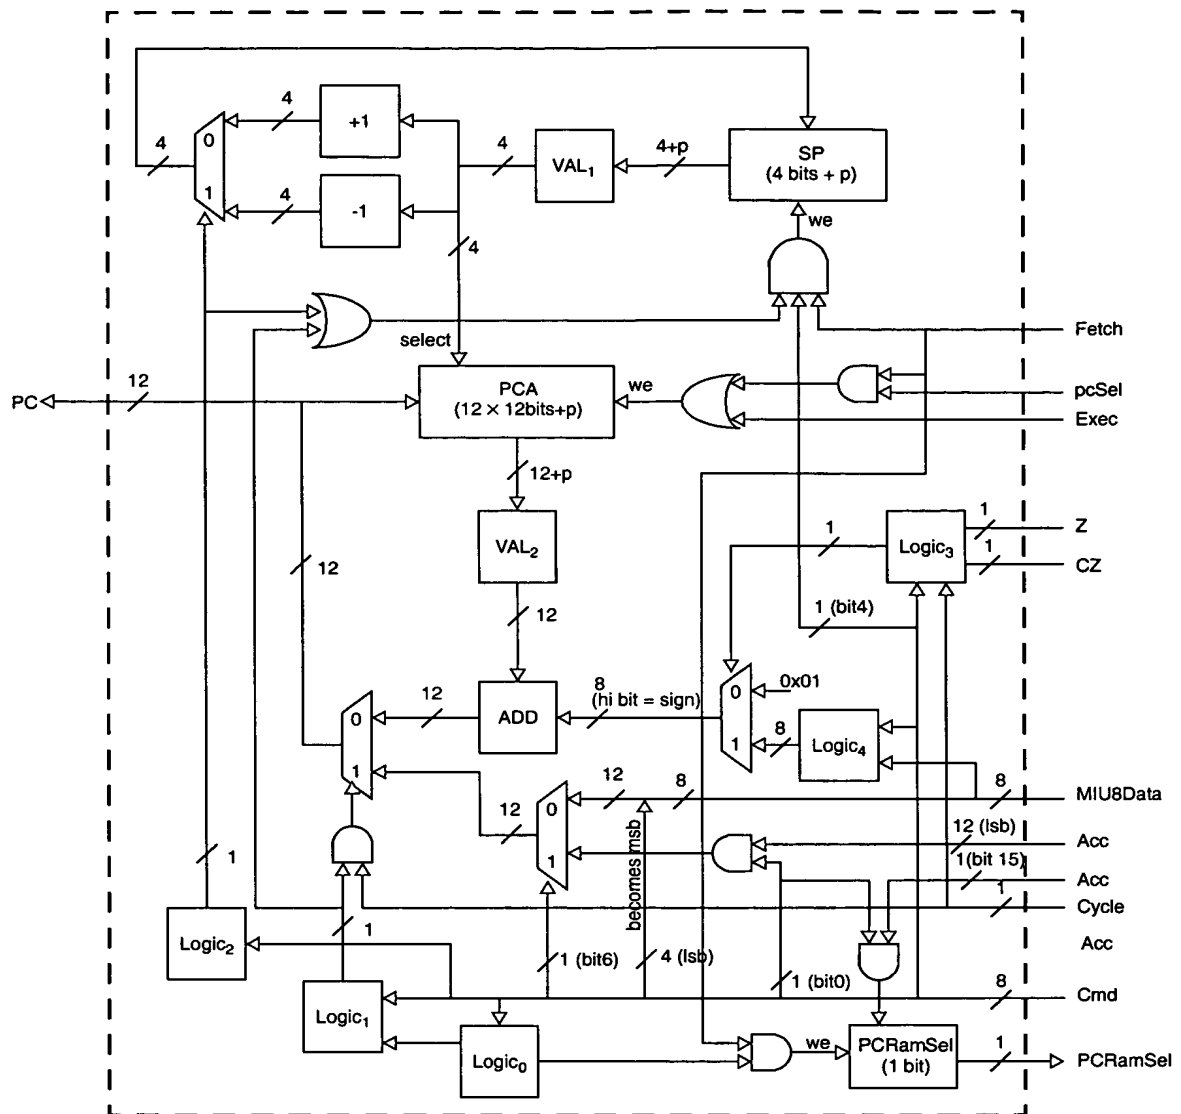 4
+1
4
0
1
4
-1
4
VAL₁
4+p
SP
(4 bits + p)
we
4
select
Fetch
12
PC
PCA
(12 × 12bits+p)
we
pcSel
Exec
12+p
VAL₂
12
12
1
Logic₃
1
Z
1
CZ
1 (bit4)
0
1
0x01
8
(hi bit = sign)
12
ADD
0
1
8
Logic₄
12
8
8
MIU8Data
0
1
12
becomes msb
12 (lsb)
Acc
1(bit 15)
Acc
1
Cycle
1
Logic₂
1
Acc
1 (bit6)
4 (lsb)
1 (bit0)
8
Cmd
Logic₁
Logic₀
we
PCRamSel
(1 bit)
1
PCRamSel